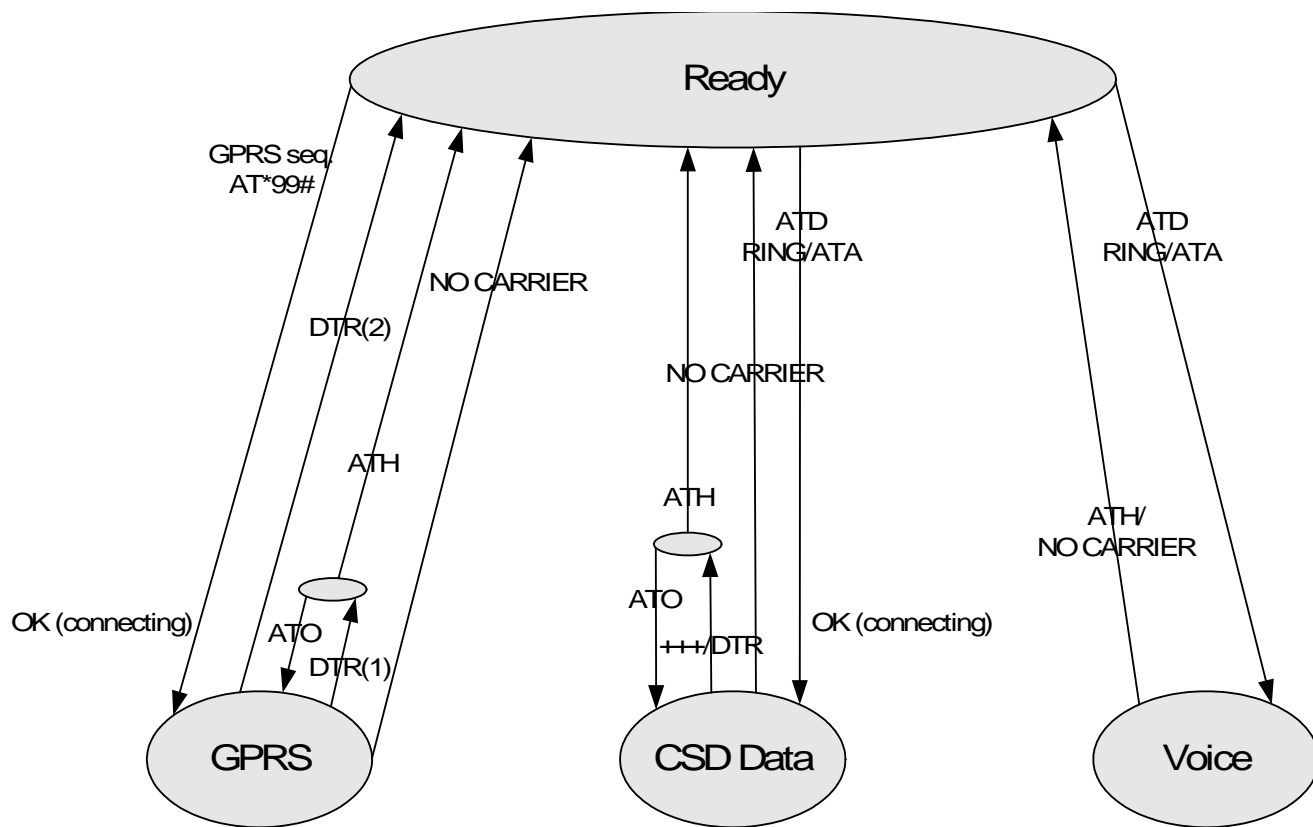 Ready
GPRS seq.
AT*99#
ATD
RING/ATA
ATD
RING/ATA
NO CARRIER
DTR(2)
NO CARRIER
ATH
ATH
ATH/
NO CARRIER
ATO
OK (connecting)
ATO
+++/DTR
OK (connecting)
DTR(1)
GPRS
CSD Data
Voice